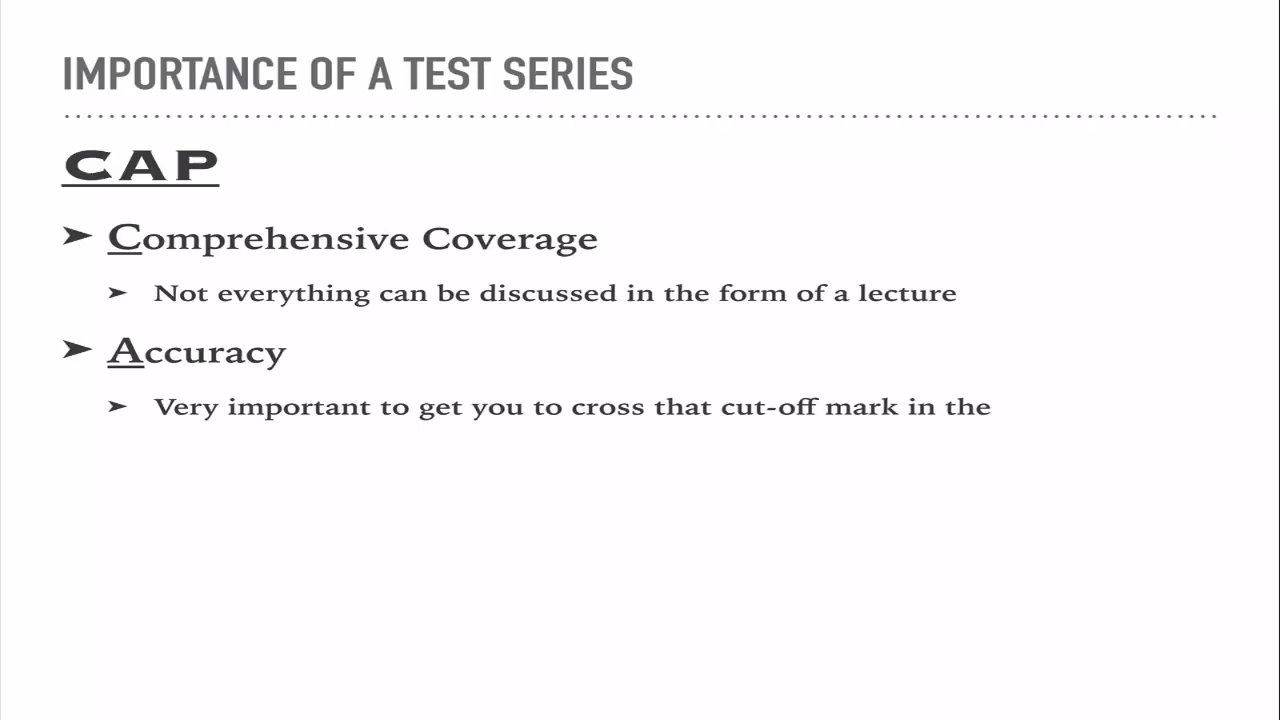 IMPORTANCE OF A TEST SERIES
CAP
➤ Comprehensive Coverage
➤ Not everything can be discussed in the form of a lecture
➤ Accuracy
➤ Very important to get you to cross that cut-off mark in the